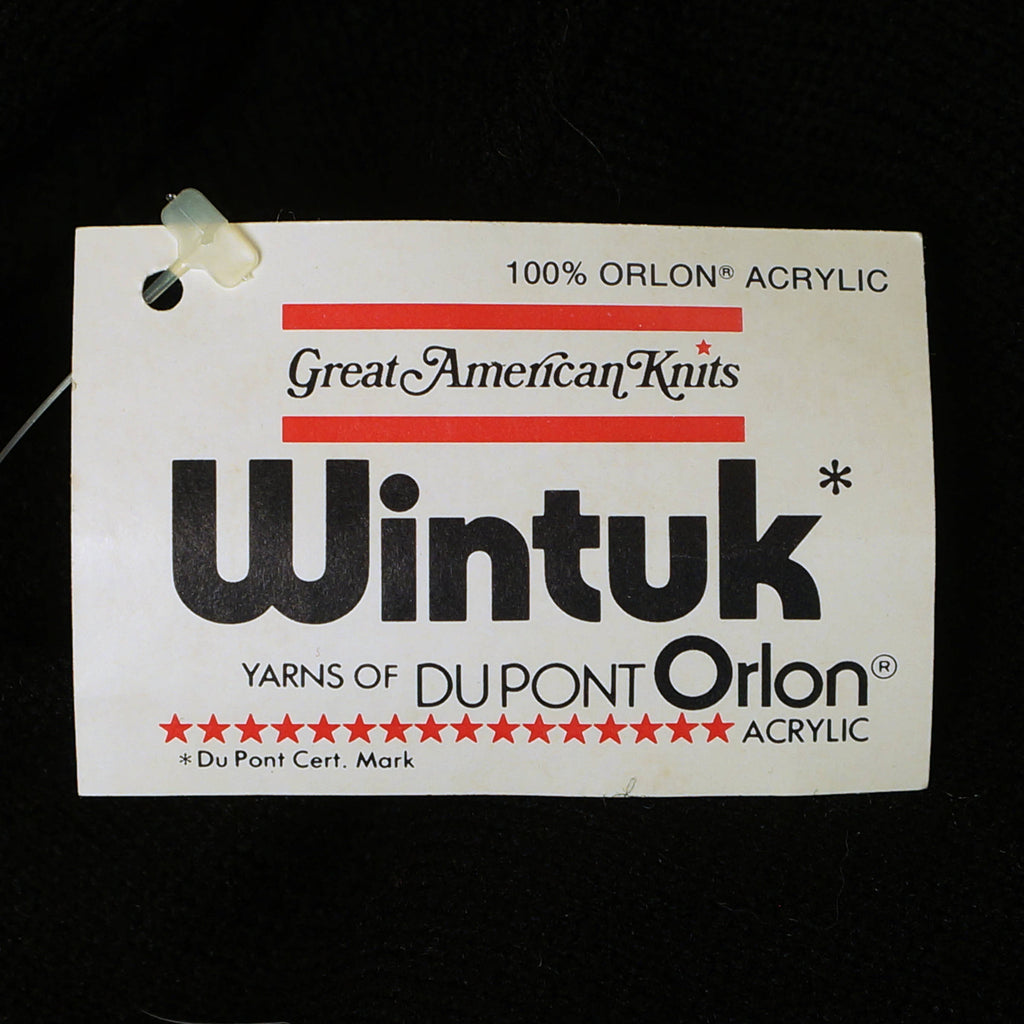 100% ORLON® ACRYLIC
Great American Knits
Wintuk*
YARNS OF DU PONT Orlon®
ACRYLIC
* Du Pont Cert. Mark